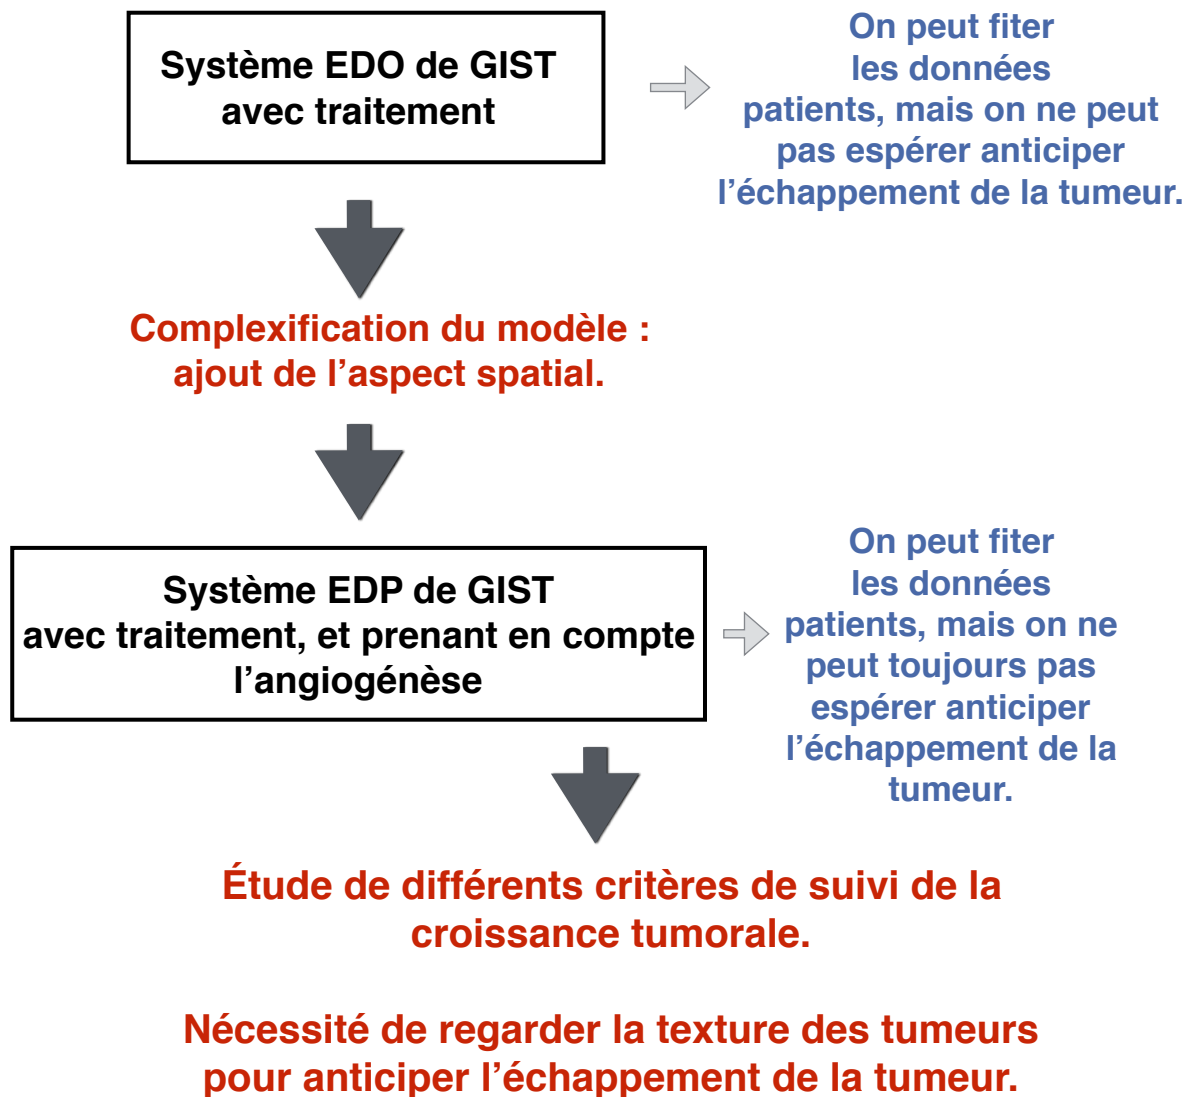 Système EDO de GIST
avec traitement
On peut fiter
les données
patients, mais on ne peut
pas espérer anticiper
l’échappement de la tumeur.
Complexification du modèle :
ajout de l’aspect spatial.
Système EDP de GIST
avec traitement, et prenant en compte
l’angiogénèse
On peut fiter
les données
patients, mais on ne
peut toujours pas
espérer anticiper
l’échappement de la
tumeur.
Étude de différents critères de suivi de la
croissance tumorale.
Nécessité de regarder la texture des tumeurs
pour anticiper l’échappement de la tumeur.